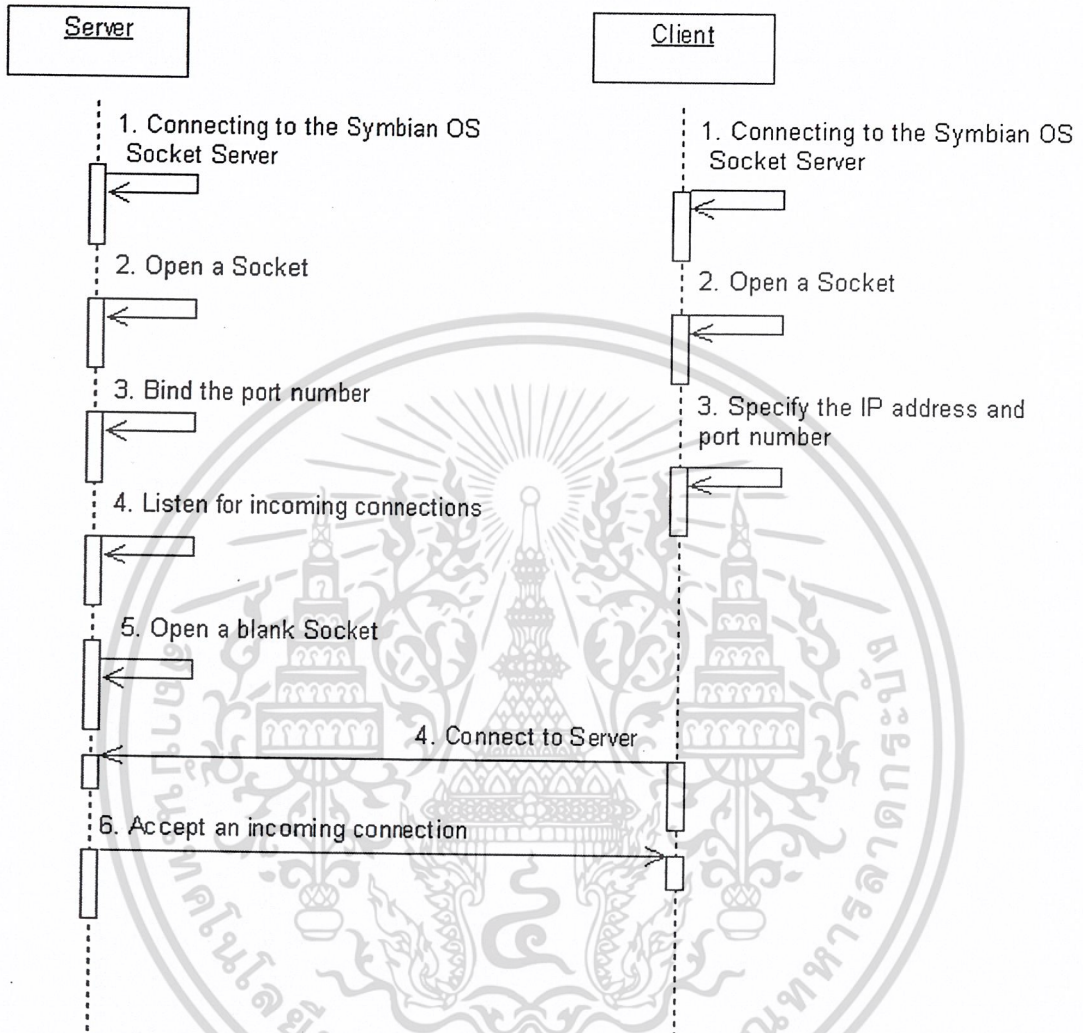 Server
Client
1. Connecting to the Symbian OS
Socket Server
1. Connecting to the Symbian OS
Socket Server
2. Open a Socket
2. Open a Socket
3. Bind the port number
3. Specify the IP address and
port number
4. Listen for incoming connections
5. Open a blank Socket
4. Connect to Server
6. Accept an incoming connection